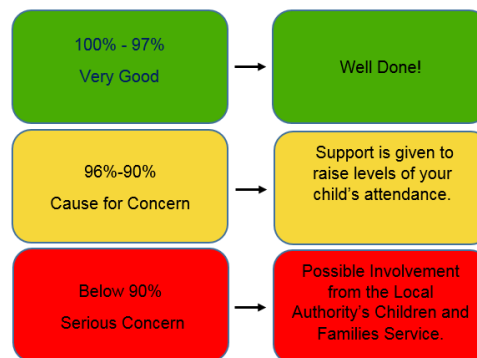 100% - 97%
Very Good
Well Done!
96%-90%
Cause for Concern
Support is given to
raise levels of your
child's attendance.
Below 90%
Serious Concern
Possible Involvement
from the Local
Authority's Children and
Families Service.